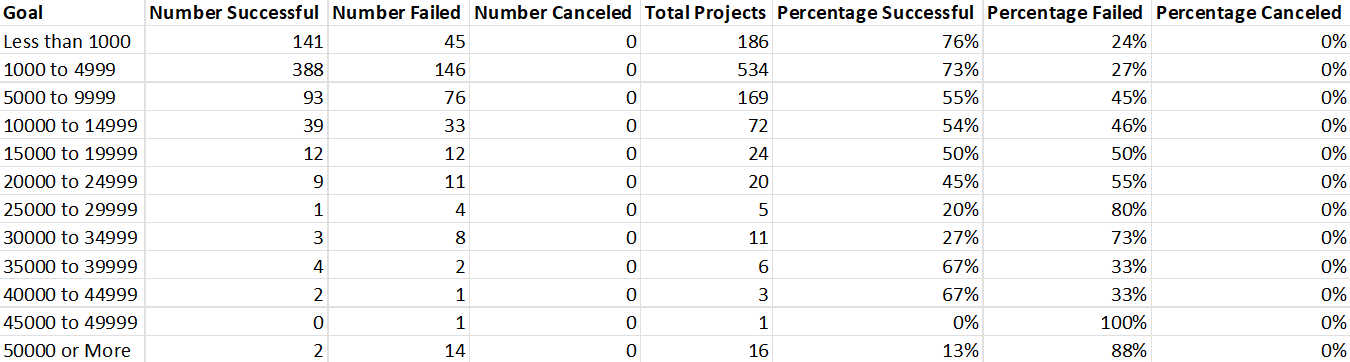 Goal Number Successful Number Failed Number Canceled Total Projects Percentage Successful Percentage Failed Percentage Canceled
Less than 1000 141 45 0 186 76% 24% 0%
1000 to 4999 388 146 0 534 73% 27% 0%
5000 to 9999 93 76 0 169 55% 45% 0%
10000 to 14999 39 33 0 72 54% 46% 0%
15000 to 19999 12 12 0 24 50% 50% 0%
20000 to 24999 9 11 0 20 45% 55% 0%
25000 to 29999 1 4 0 5 20% 80% 0%
30000 to 34999 3 8 0 11 27% 73% 0%
35000 to 39999 4 2 0 6 67% 33% 0%
40000 to 44999 2 1 0 3 67% 33% 0%
45000 to 49999 0 1 0 1 0% 100% 0%
50000 or More 2 14 0 16 13% 88% 0%